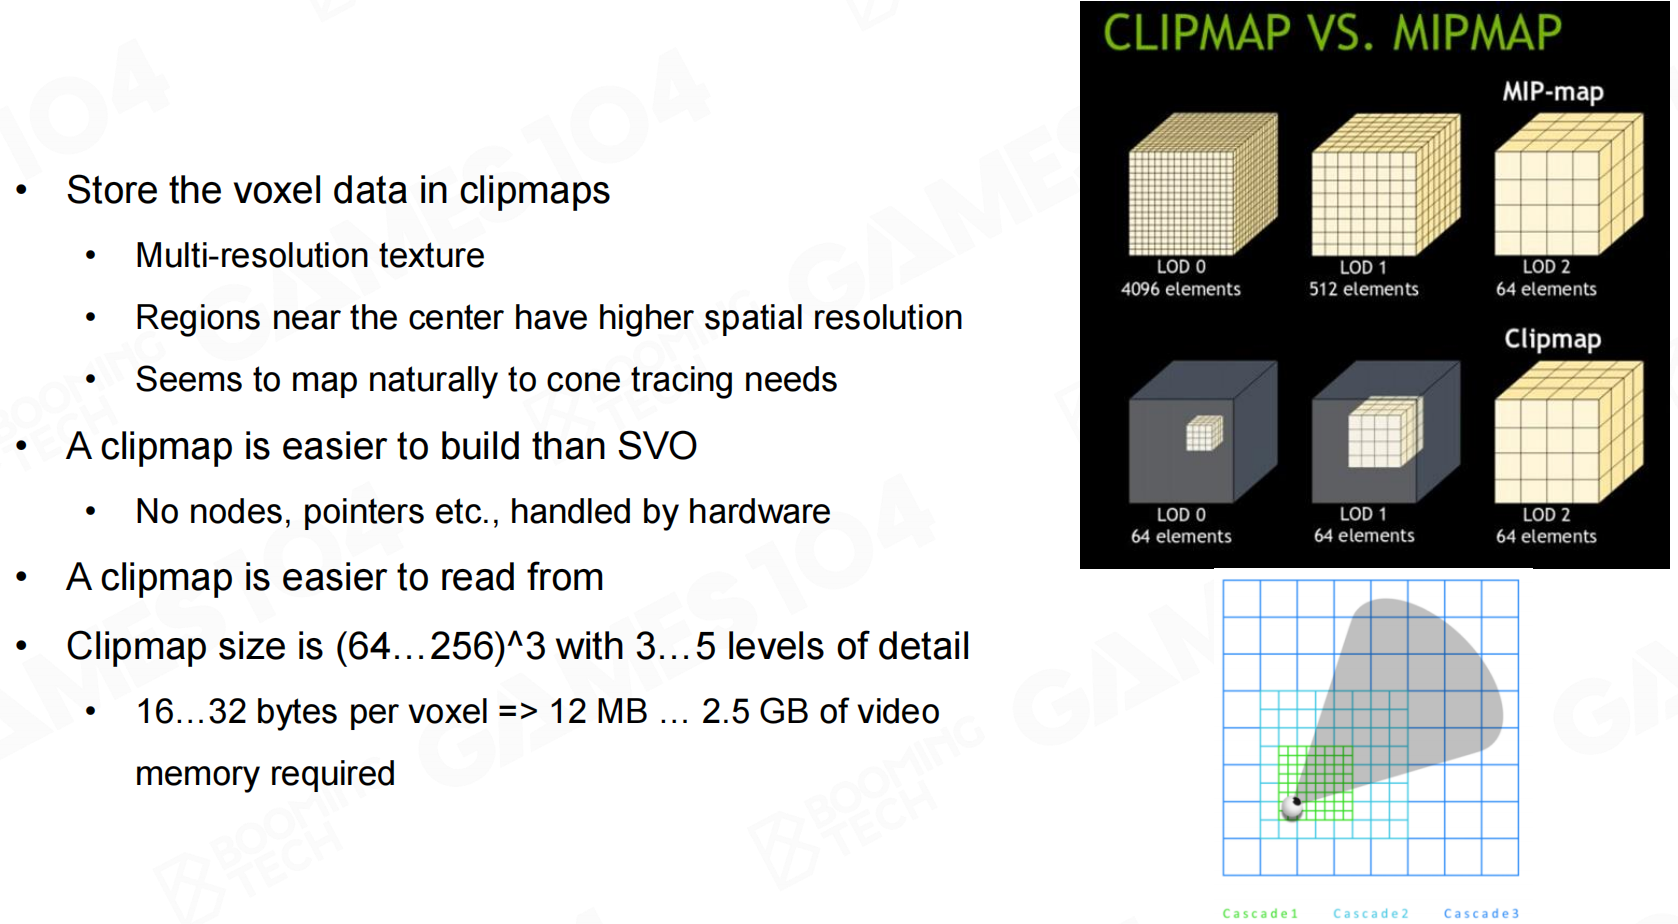 • Store the voxel data in clipmaps
• Multi-resolution texture
• Regions near the center have higher spatial resolution
• Seems to map naturally to cone tracing needs
• A clipmap is easier to build than SVO
• No nodes, pointers etc., handled by hardware
• A clipmap is easier to read from
• Clipmap size is (64…256)^3 with 3…5 levels of detail
• 16…32 bytes per voxel => 12 MB … 2.5 GB of video
memory required
CLIPMAP VS. MIPMAP
MIP-map
LOD 0 LOD 1 LOD 2
4096 elements 512 elements 64 elements
Clipmap
LOD 0 LOD 1 LOD 2
64 elements 64 elements 64 elements
Cascade1 Cascade2 Cascade3
GAMES104
BOOMING
TECH